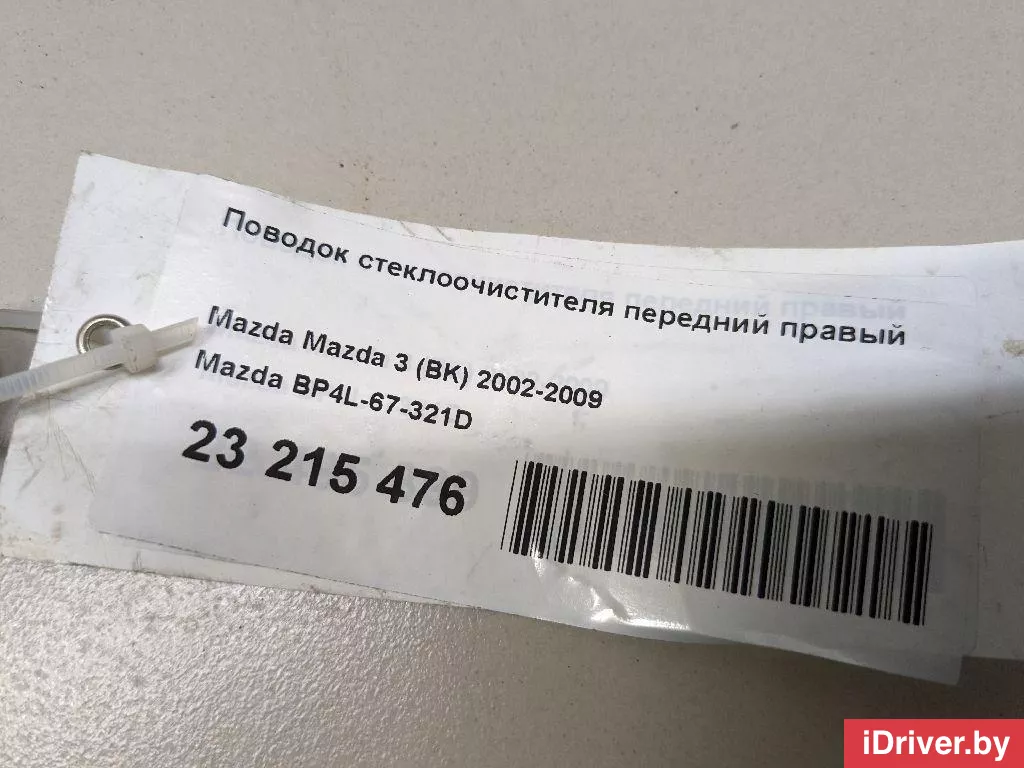 Поводок стеклоочистителя передний правый
Mazda Mazda 3 (BK) 2002-2009
Mazda BP4L-67-321D
23 215 476
iDriver.by